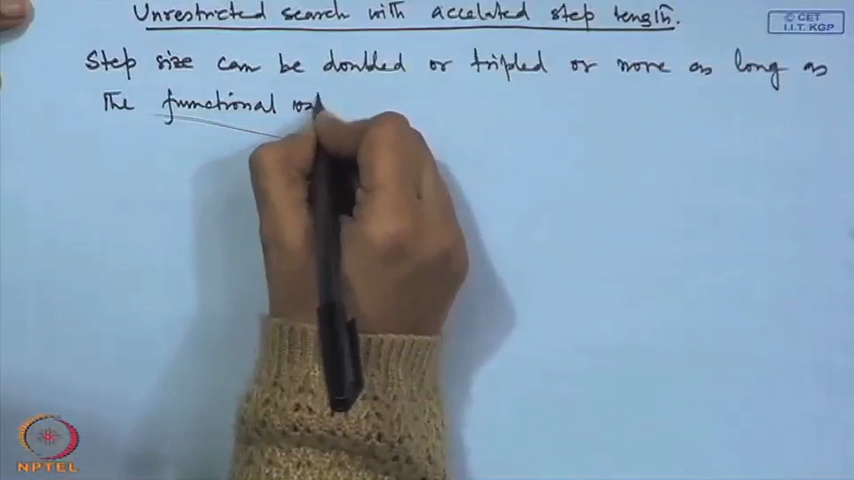 Unrestricted search with accelated step length.
© CET
I.I.T. KGP
Step size can be doubled or tripled or more as long as
the functional
NPTEL